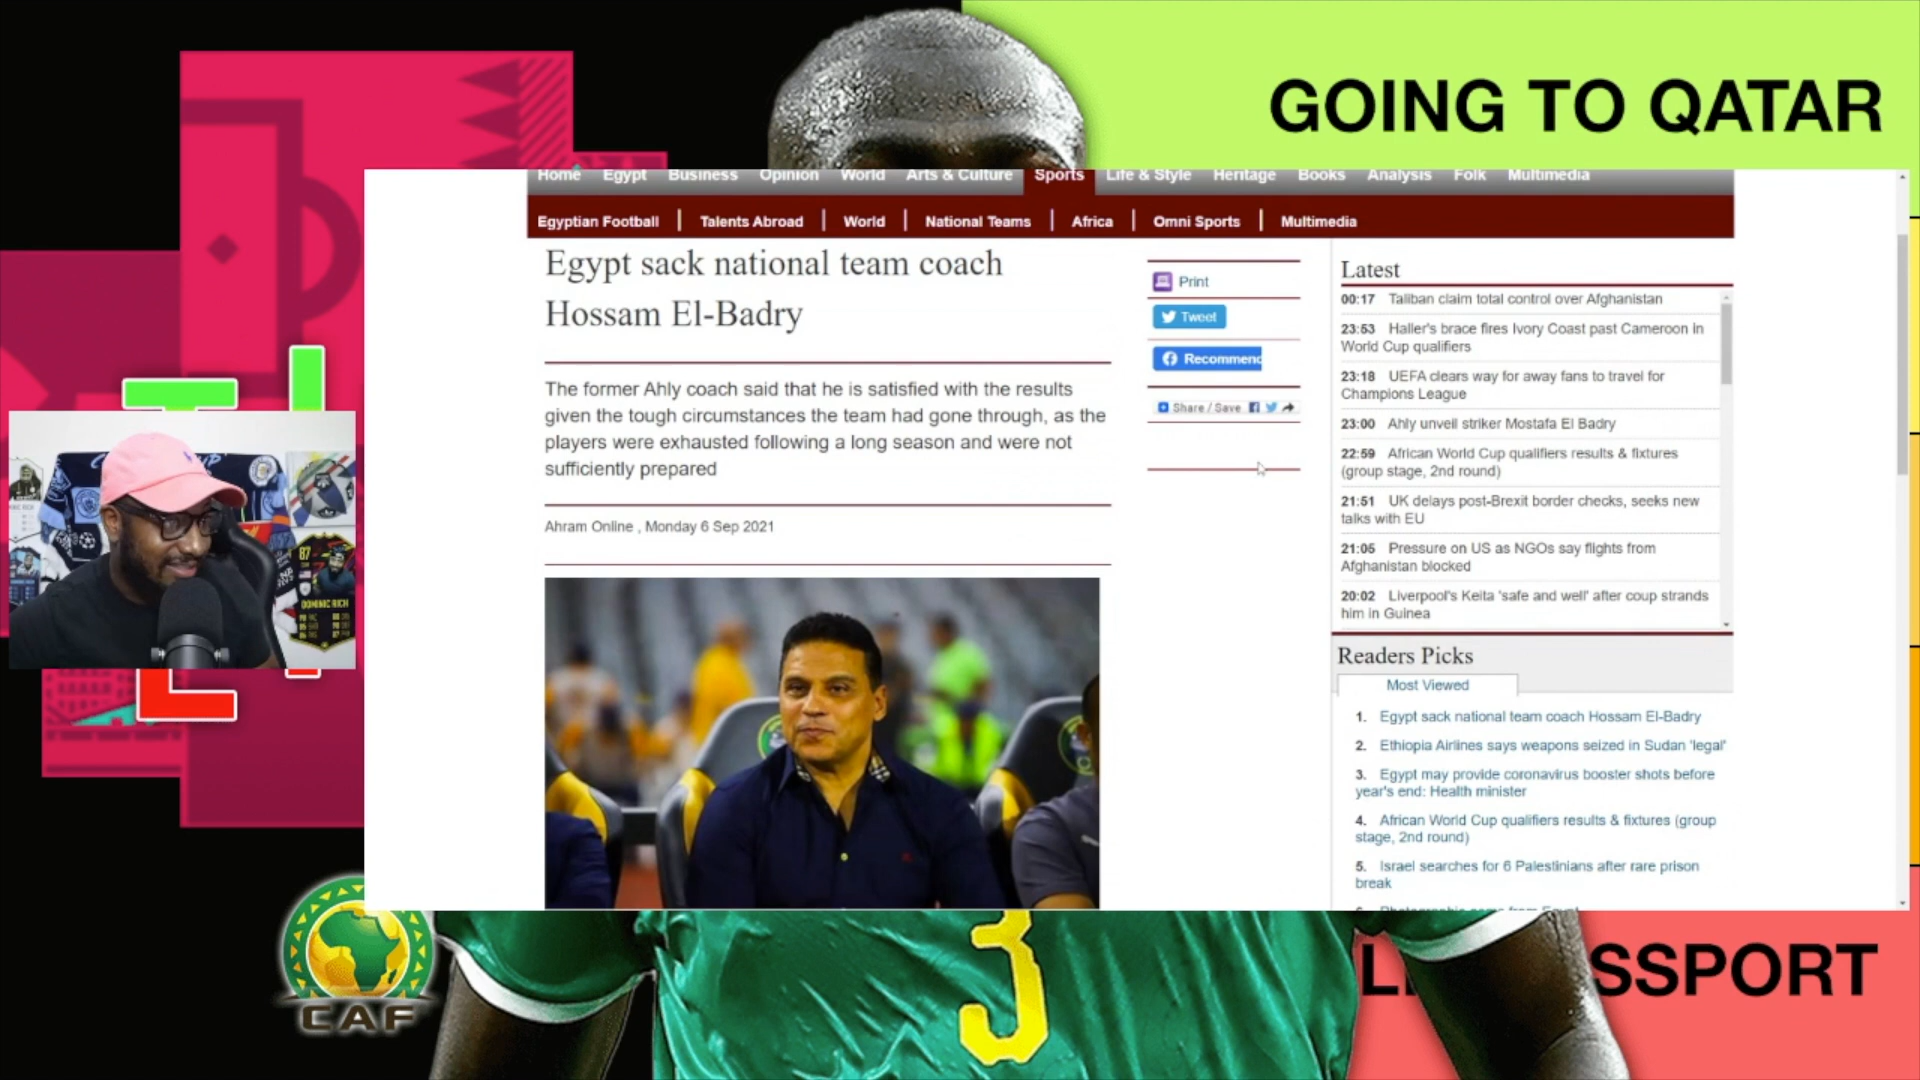 GOING TO QATAR
Home Egypt Business Opinion World Arts & Culture Sports Life & Style Heritage Books Analysis Folk Multimedia
Egyptian Football | Talents Abroad | World | National Teams | Africa | Omni Sports | Multimedia
Egypt sack national team coach
Hossam El-Badry
The former Ahly coach said that he is satisfied with the results
given the tough circumstances the team had gone through, as the
players were exhausted following a long season and were not
sufficiently prepared
Ahram Online , Monday 6 Sep 2021
Print
Tweet
Recommend
Share / Save
Latest
00:17 Taliban claim total control over Afghanistan
23:53 Haller's brace fires Ivory Coast past Cameroon in
World Cup qualifiers
23:18 UEFA clears way for away fans to travel for
Champions League
23:00 Ahly unveil striker Mostafa El Badry
22:59 African World Cup qualifiers results & fixtures
(group stage, 2nd round)
21:51 UK delays post-Brexit border checks, seeks new
talks with EU
21:05 Pressure on US as NGOs say flights from
Afghanistan blocked
20:02 Liverpool's Keita 'safe and well' after coup strands
him in Guinea
Readers Picks
Most Viewed
1. Egypt sack national team coach Hossam El-Badry
2. Ethiopia Airlines says weapons seized in Sudan 'legal'
3. Egypt may provide coronavirus booster shots before
year's end: Health minister
4. African World Cup qualifiers results & fixtures (group
stage, 2nd round)
5. Israel searches for 6 Palestinians after rare prison
break
87
DOMINIC RICH
CAF
3
SSPORT